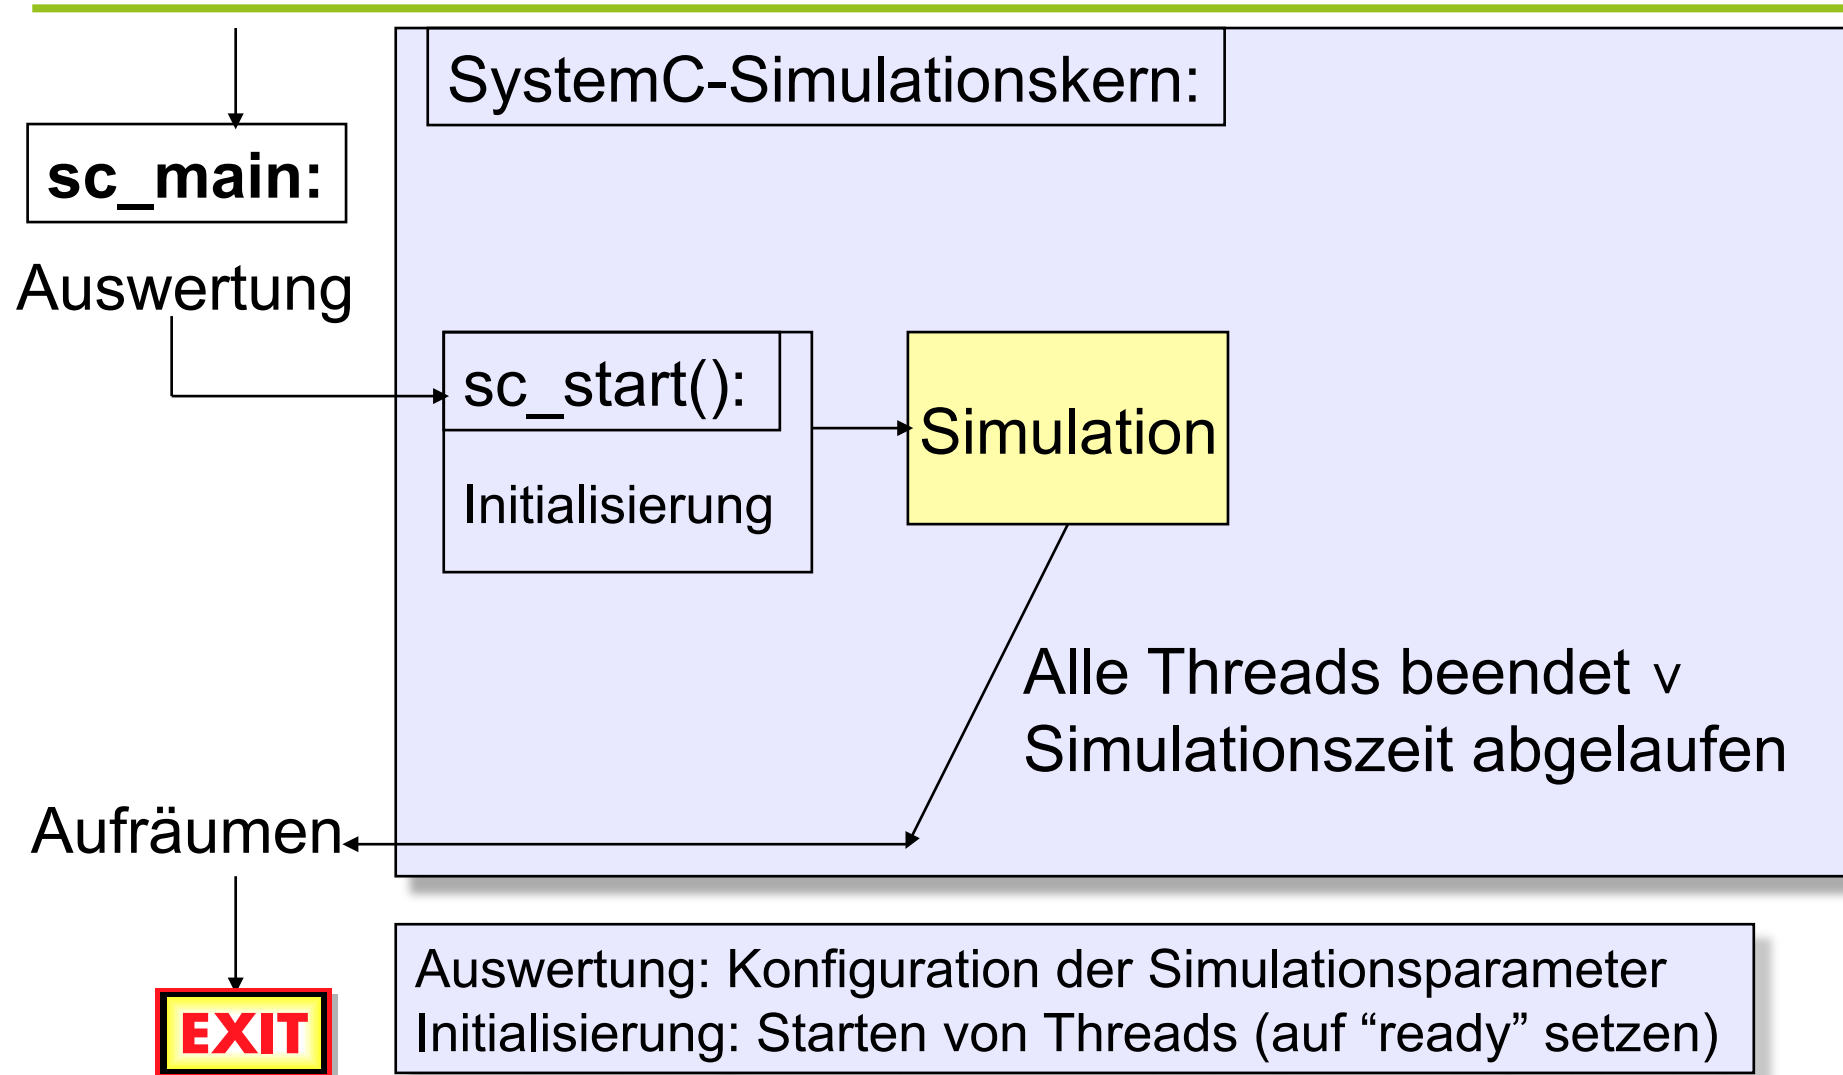 SystemC-Simulationskern:
sc_main:
Auswertung
sc_start():
Initialisierung
Simulation
Alle Threads beendet ∨
Simulationszeit abgelaufen
Aufräumen
EXIT
Auswertung: Konfiguration der Simulationsparameter
Initialisierung: Starten von Threads (auf “ready” setzen)